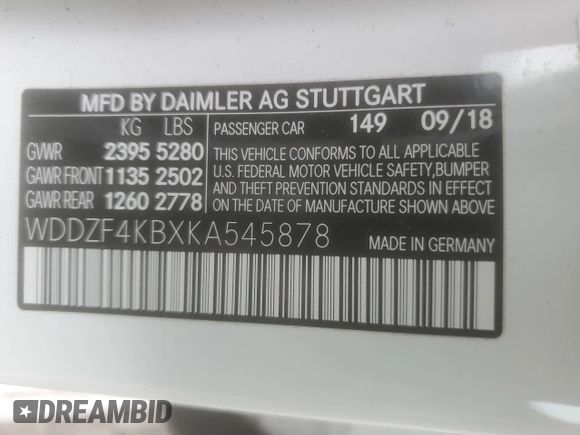 MFD BY DAIMLER AG STUTTGART
KG LBS
PASSENGER CAR 149 09/18
GVWR 2395 5280
GAWR FRONT 1135 2502
GAWR REAR 1260 2778
THIS VEHICLE CONFORMS TO ALL APPLICABLE
U.S. FEDERAL MOTOR VEHICLE SAFETY,BUMPER
AND THEFT PREVENTION STANDARDS IN EFFECT
ON THE DATE OF MANUFACTURE SHOWN ABOVE.
WDDZF4KBXKA545878
MADE IN GERMANY
DREAMBID